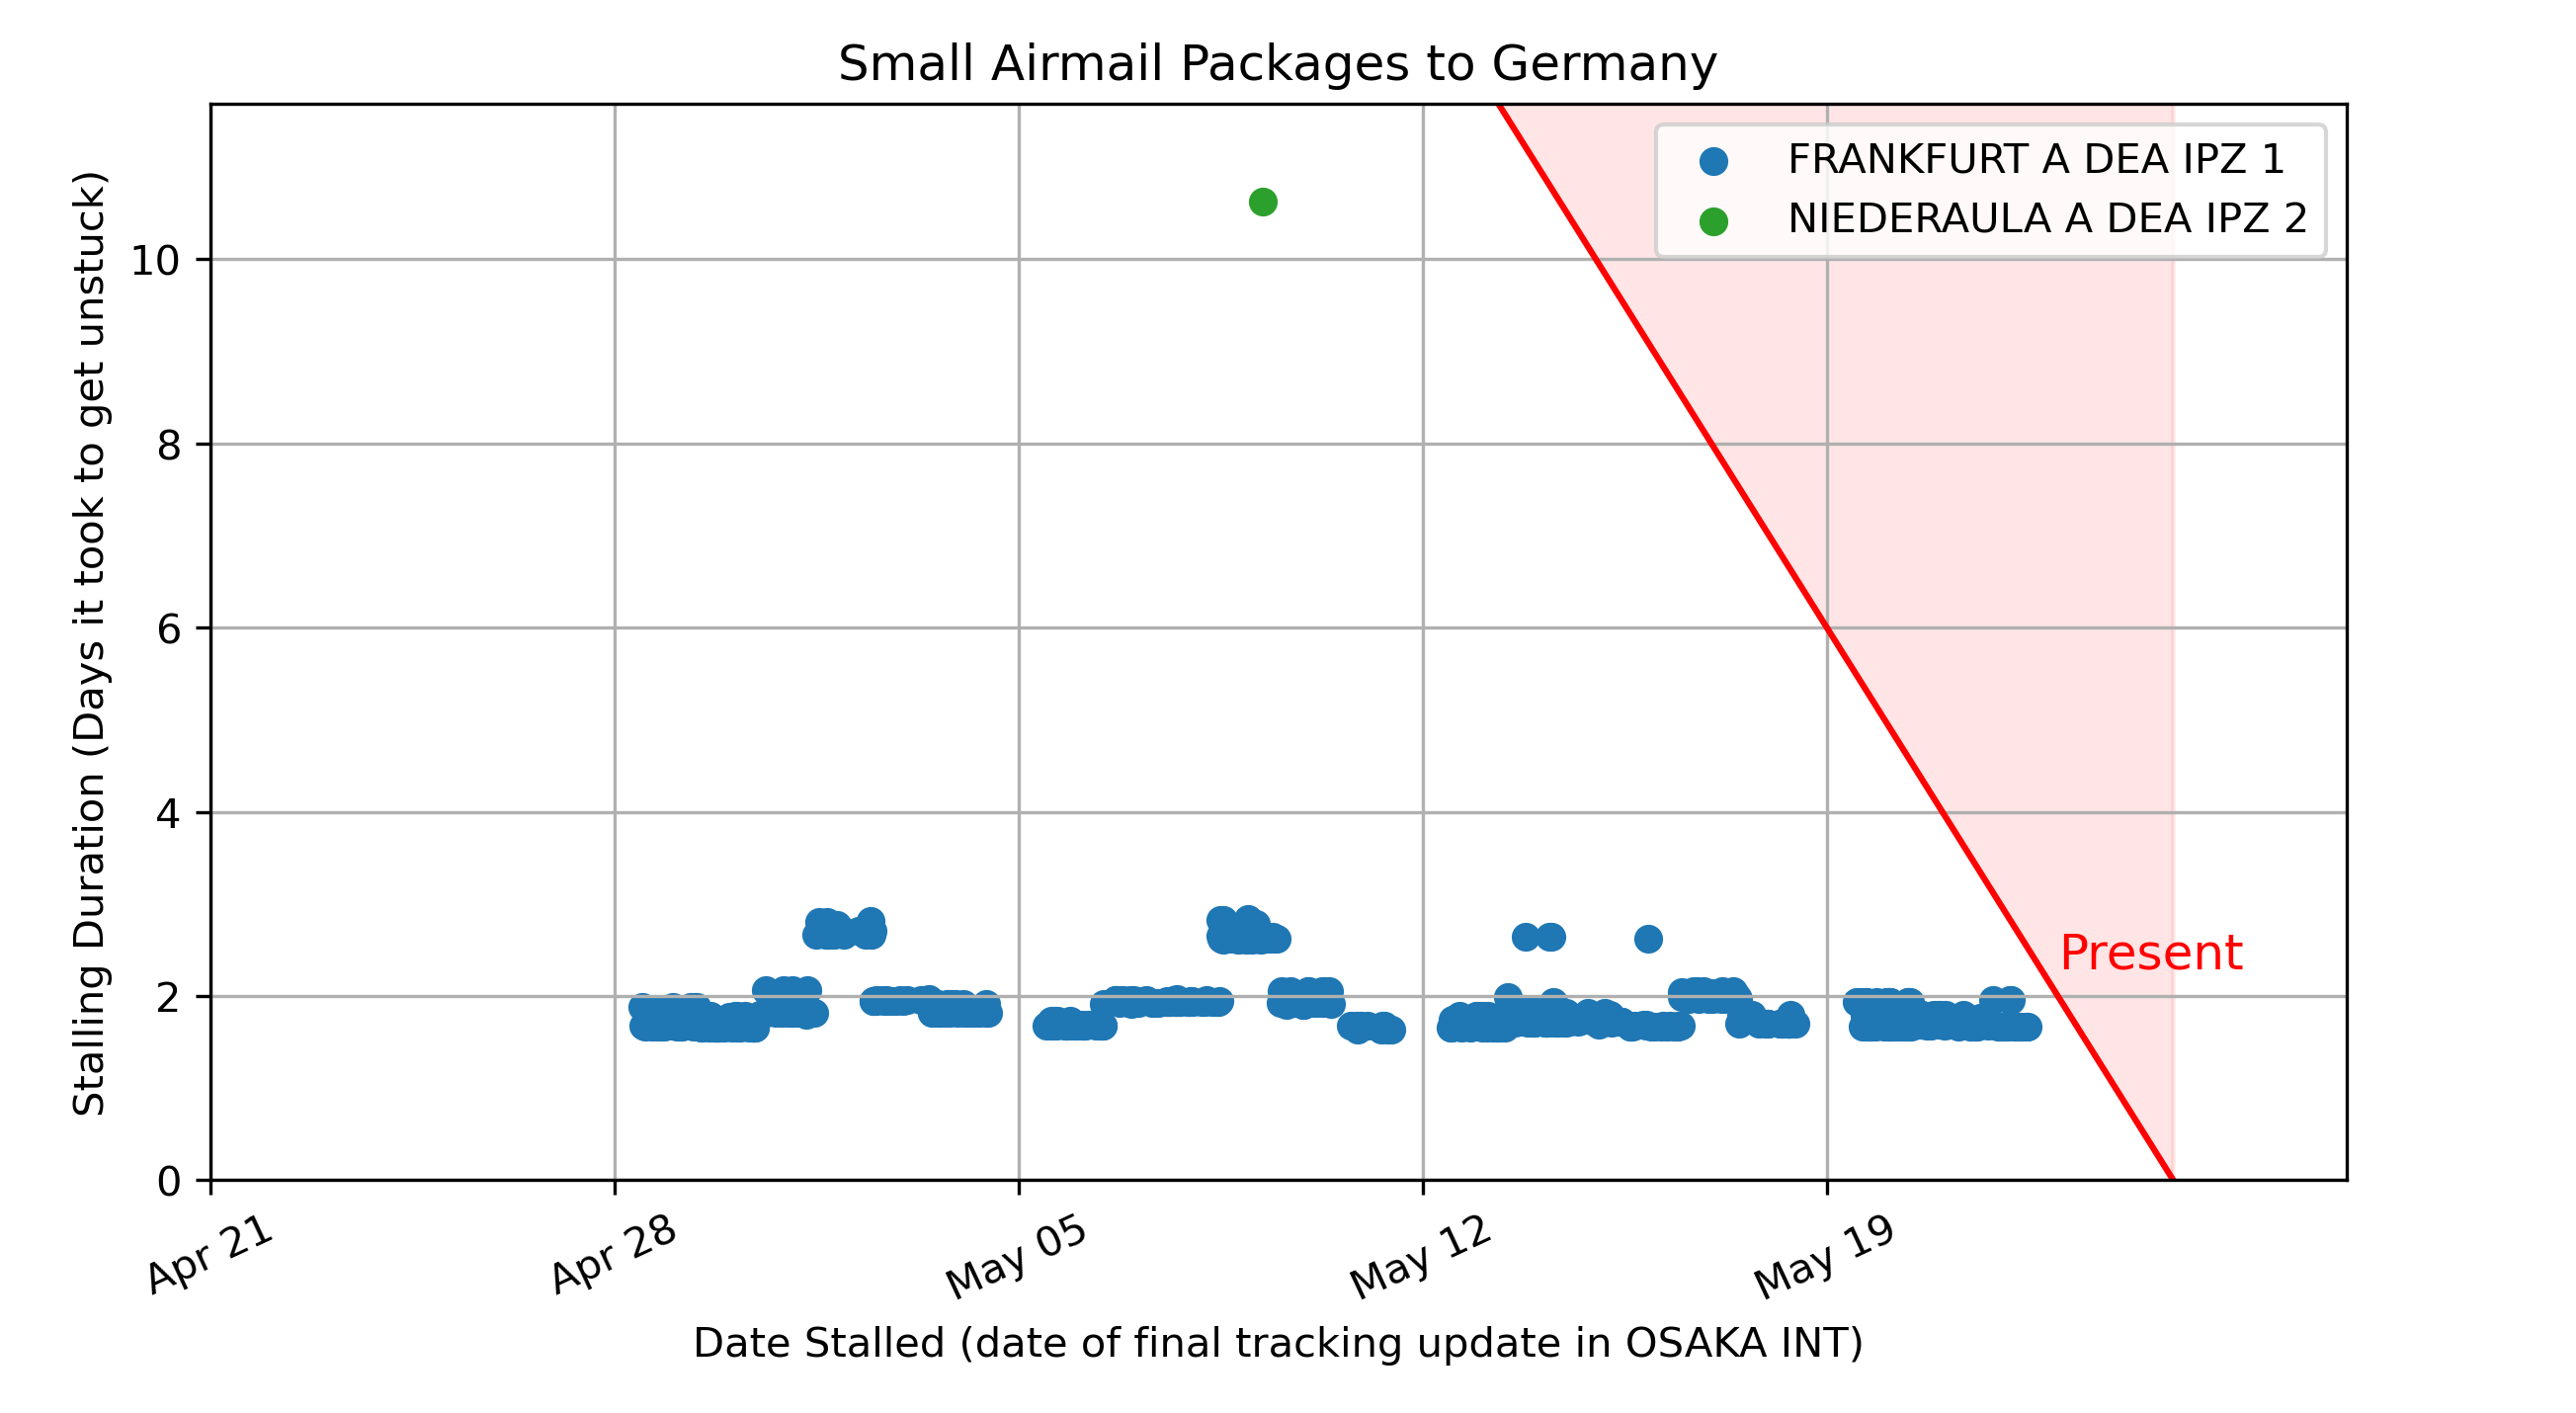 Small Airmail Packages to Germany
FRANKFURT A DEA IPZ 1
NIEDERAULA A DEA IPZ 2
Stalling Duration (Days it took to get unstuck)
10
8
6
4
2
0
Present
Apr 21
Apr 28
May 05
May 12
May 19
Date Stalled (date of final tracking update in OSAKA INT)